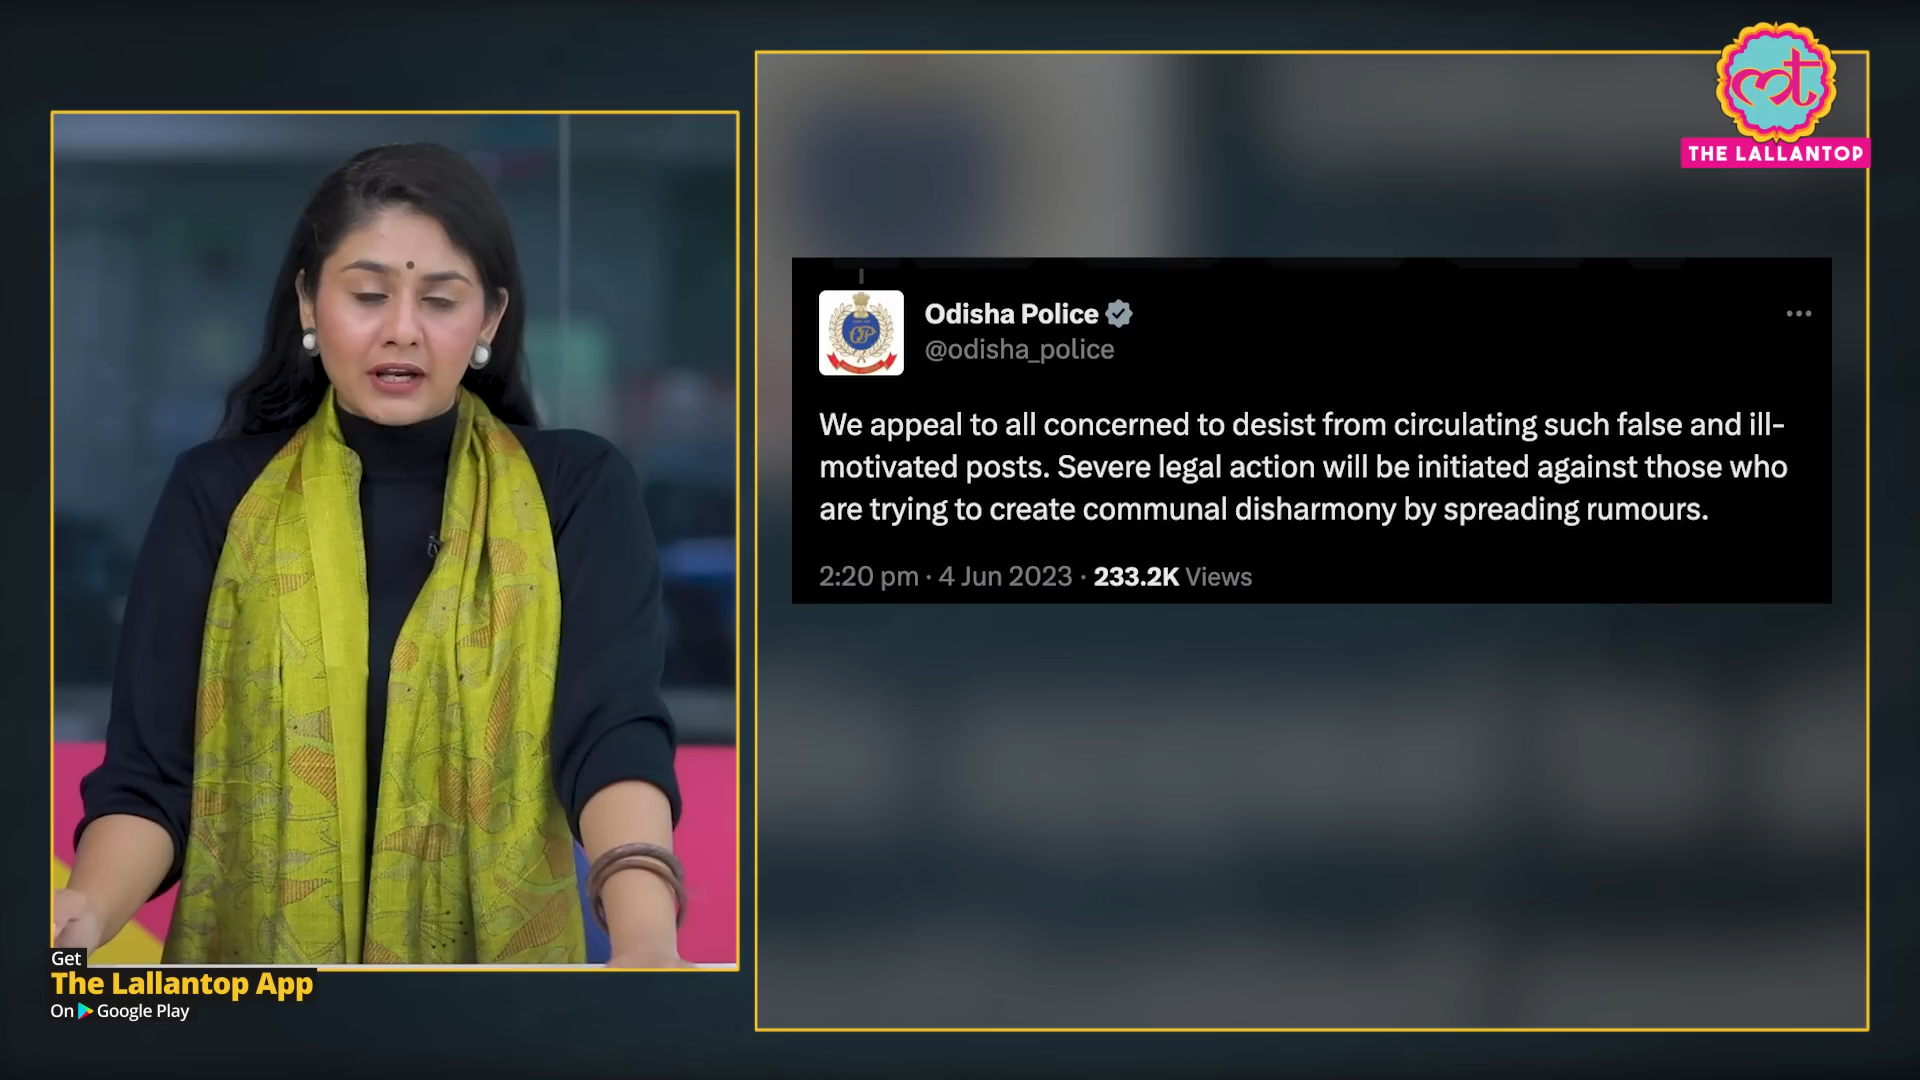 THE LALLANTOP
Odisha Police
@odisha_police
We appeal to all concerned to desist from circulating such false and ill-
motivated posts. Severe legal action will be initiated against those who
are trying to create communal disharmony by spreading rumours.
2:20 pm · 4 Jun 2023 · 233.2K Views
Get
The Lallantop App
On Google Play